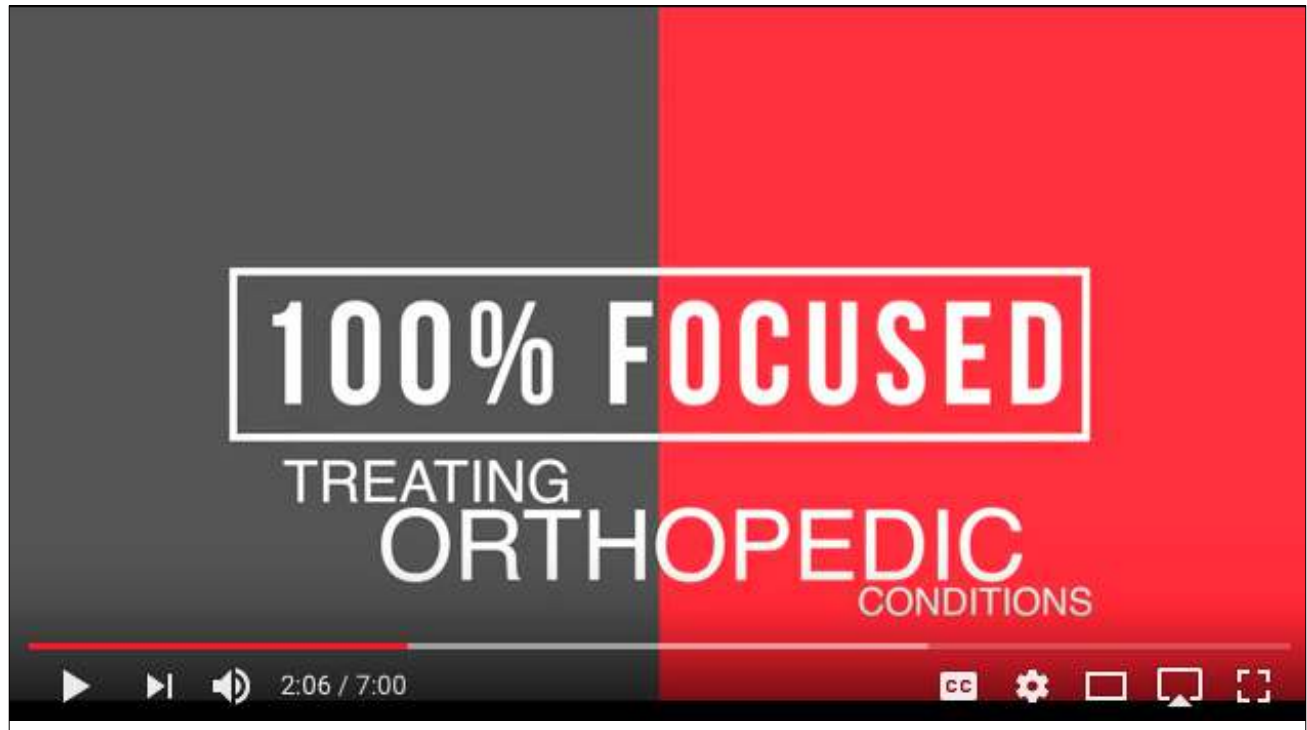 100% FOCUSED
TREATING
ORTHOPEDIC
CONDITIONS
2:06 / 7:00
CC